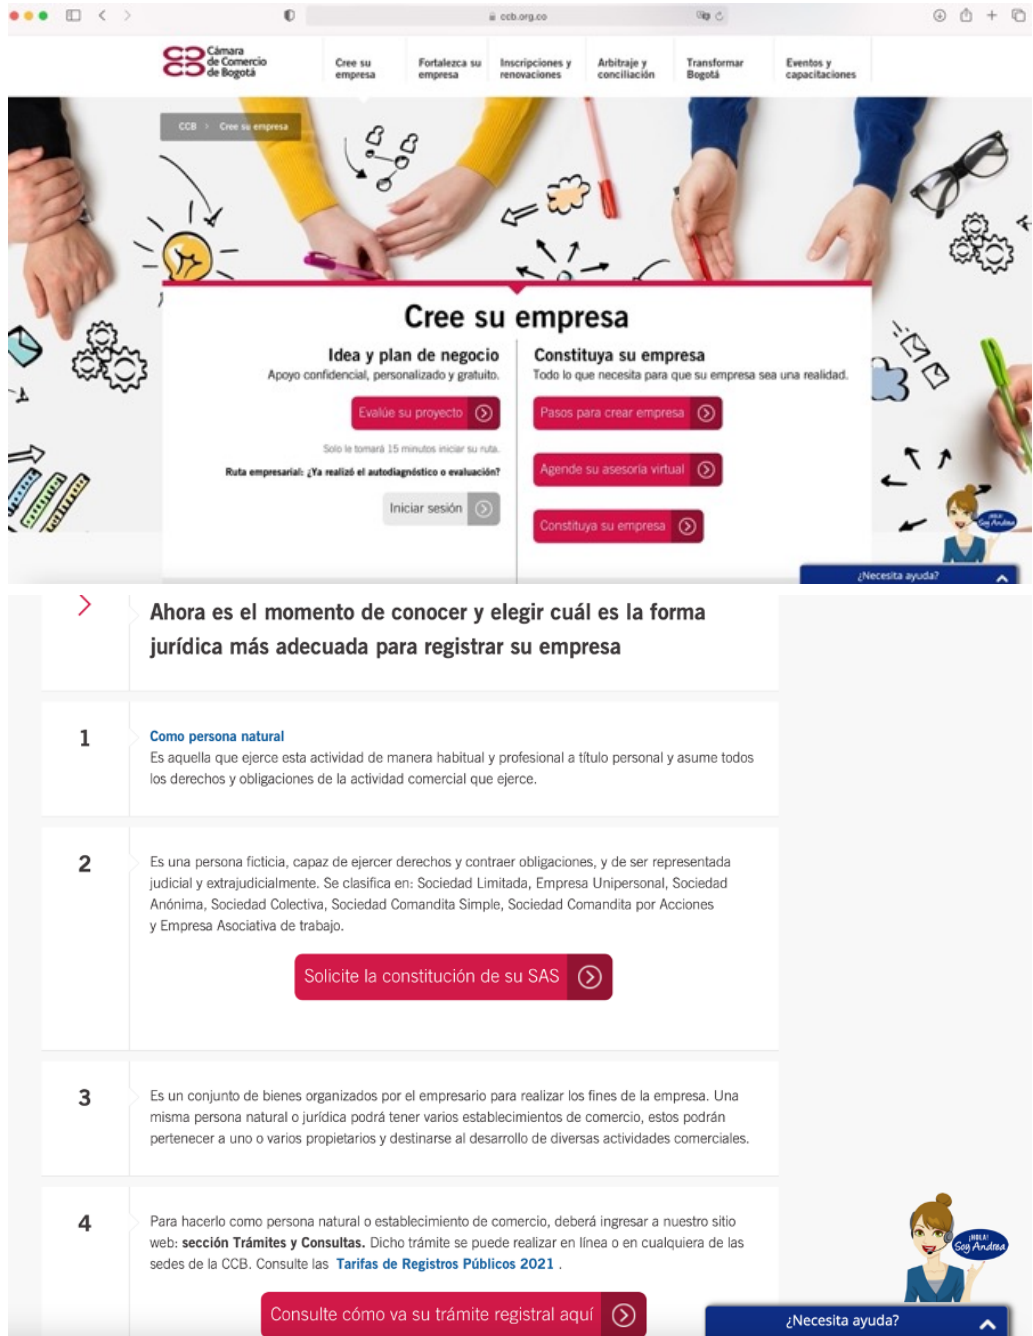 ccb.org.co
Cámara
de Comercio
de Bogotá
Cree su
empresa
Fortalezca su
empresa
Inscripciones y
renovaciones
Arbitraje y
conciliación
Transformar
Bogotá
Eventos y
capacitaciones
CCB > Cree su empresa
Cree su empresa
Idea y plan de negocio
Apoyo confidencial, personalizado y gratuito.
Evalúe su proyecto
Solo le tomará 15 minutos iniciar su ruta.
Ruta empresarial: ¿Ya realizó el autodiagnóstico o evaluación?
Iniciar sesión
Constituya su empresa
Todo lo que necesita para que su empresa sea una realidad.
Pasos para crear empresa
Agende su asesoría virtual
Constituya su empresa
¡HOLA!
Soy Andrea
¿Necesita ayuda?
Ahora es el momento de conocer y elegir cuál es la forma
jurídica más adecuada para registrar su empresa
1
Como persona natural
Es aquella que ejerce esta actividad de manera habitual y profesional a título personal y asume todos
los derechos y obligaciones de la actividad comercial que ejerce.
2
Es una persona ficticia, capaz de ejercer derechos y contraer obligaciones, y de ser representada
judicial y extrajudicialmente. Se clasifica en: Sociedad Limitada, Empresa Unipersonal, Sociedad
Anónima, Sociedad Colectiva, Sociedad Comandita Simple, Sociedad Comandita por Acciones
y Empresa Asociativa de trabajo.
Solicite la constitución de su SAS
3
Es un conjunto de bienes organizados por el empresario para realizar los fines de la empresa. Una
misma persona natural o jurídica podrá tener varios establecimientos de comercio, estos podrán
pertenecer a uno o varios propietarios y destinarse al desarrollo de diversas actividades comerciales.
4
Para hacerlo como persona natural o establecimiento de comercio, deberá ingresar a nuestro sitio
web: sección Trámites y Consultas. Dicho trámite se puede realizar en línea o en cualquiera de las
sedes de la CCB. Consulte las Tarifas de Registros Públicos 2021 .
Consulte cómo va su trámite registral aquí
¡HOLA!
Soy Andrea
¿Necesita ayuda?